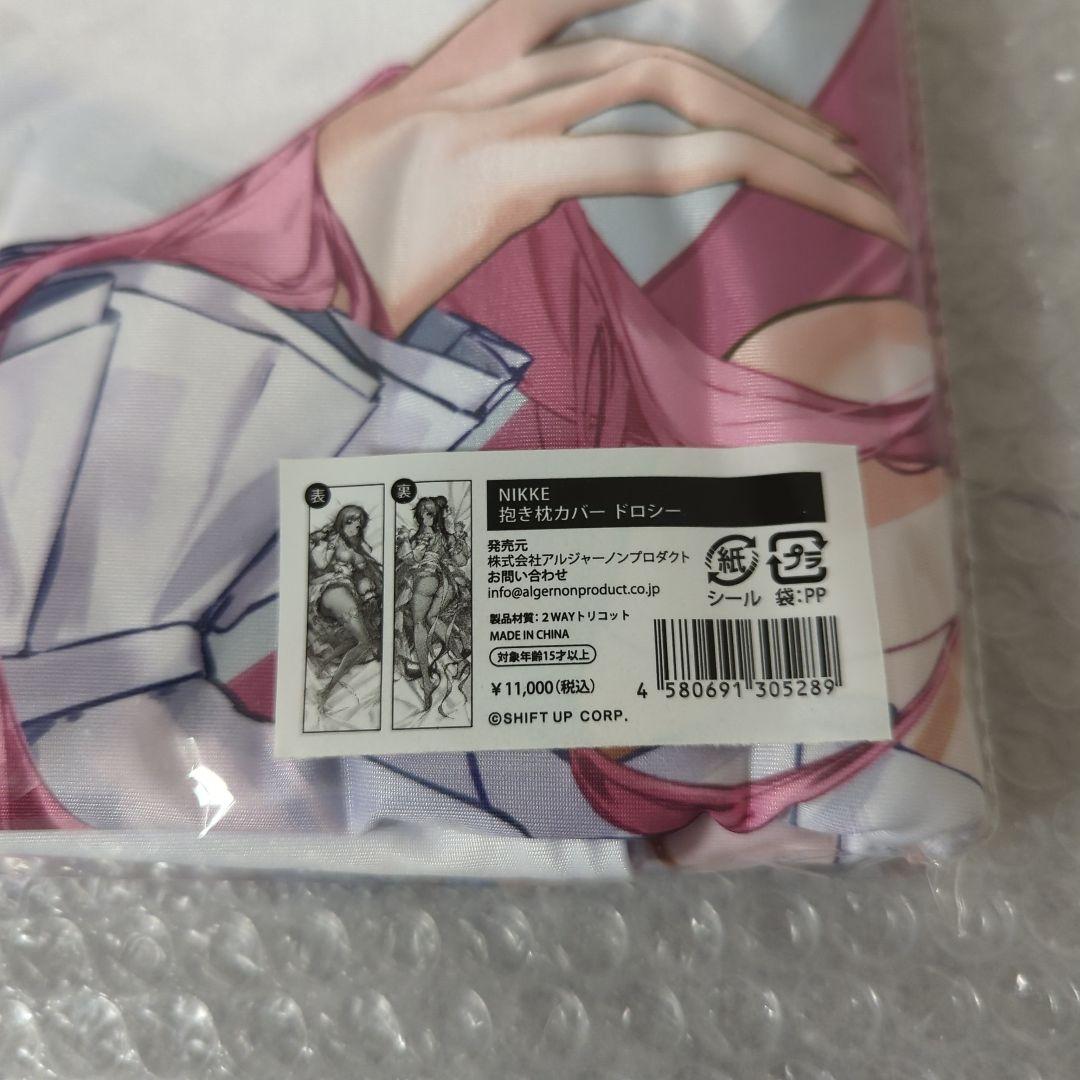 表
裏
NIKKE
抱き枕カバー ドロシー
発売元
株式会社アルジャーノンプロダクト
お問い合わせ
info@algernonproduct.co.jp
製品材質：2WAYトリコット
MADE IN CHINA
対象年齢15才以上
¥11,000(税込)
©SHIFT UP CORP.
紙
シール
プラ
袋：PP
4 580691 305289